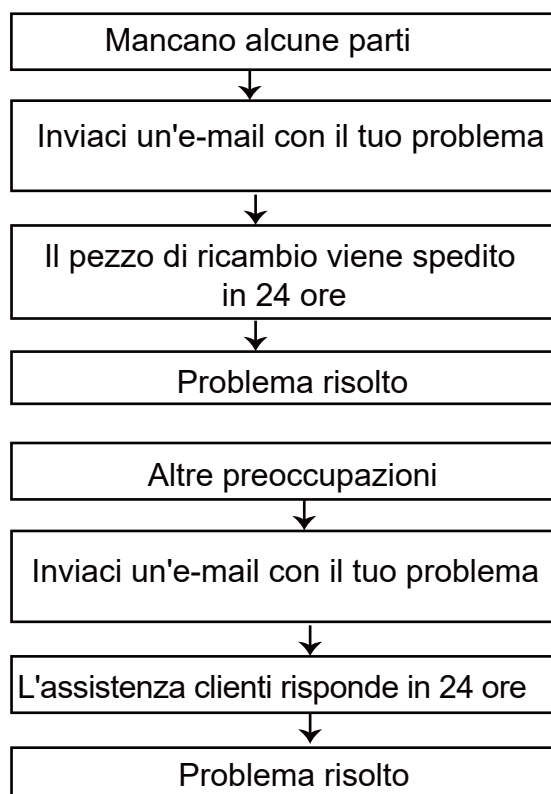 Mancano alcune parti
Inviaci un'e-mail con il tuo problema
Il pezzo di ricambio viene spedito
in 24 ore
Problema risolto
Altre preoccupazioni
Inviaci un'e-mail con il tuo problema
L'assistenza clienti risponde in 24 ore
Problema risolto